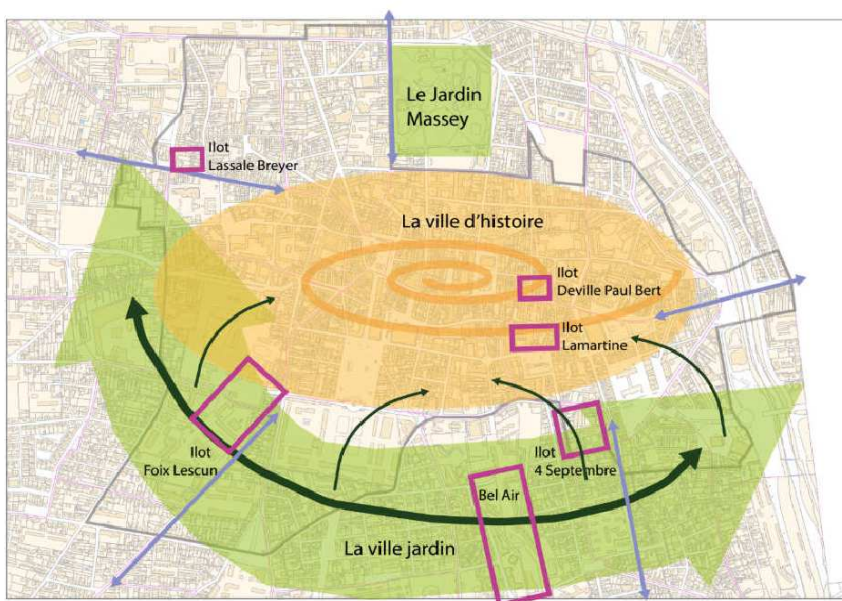 Le Jardin
Massey
Ilot
Lassale Breyer
La ville d'histoire
Ilot
Deville Paul Bert
Ilot
Lamartine
Ilot
Foix Lescun
Ilot
4 Septembre
Bel Air
La ville jardin